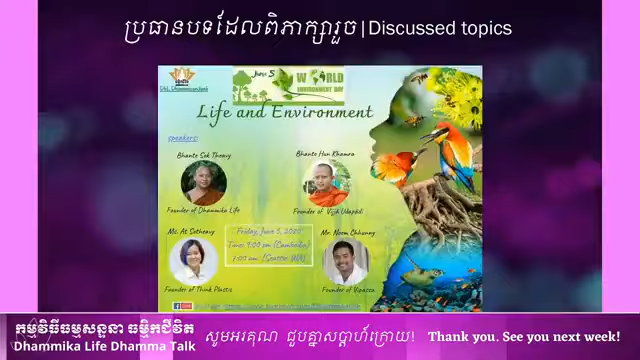 ប្រធានបទដែលពិភាក្សារួច|Discussed topics
June 5
WORLD
ENVIRONMENT DAY
Life and Environment
speakers:
Bhante Sok Theavy
Founder of Dhammika Life
Bhante Hun Khemra
Founder of Vijja Udapadi
Ms. At Sotheavy
Founder of Think Plastic
Friday, June 5, 2020
Time: 9:00 pm (Cambodia)
7:00 am (Seattle WA)
Mr. Noem Chhunny
Founder of Vipassa
កម្មវិធីធម្មសន្ទនា ធម្មិកជីវិត
Dhammika Life Dhamma Talk
សូមអរគុណ ជួបគ្នាសប្តាហ៍ក្រោយ!
Thank you. See you next week!